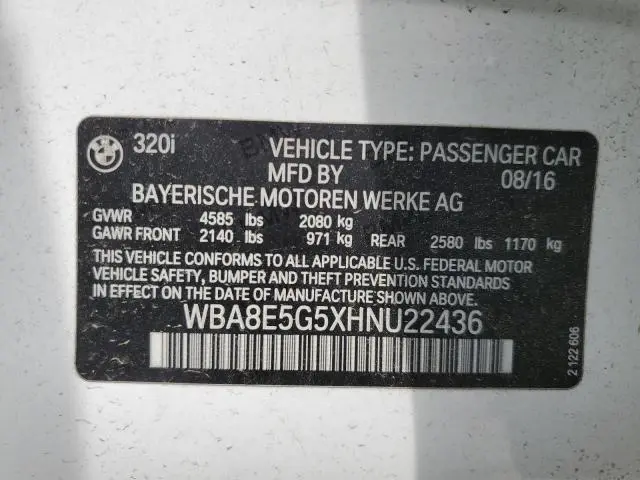 320i VEHICLE TYPE: PASSENGER CAR
MFD BY 08/16
BAYERISCHE MOTOREN WERKE AG
GVWR 4585 lbs 2080 kg
GAWR FRONT 2140 lbs 971 kg REAR 2580 lbs 1170 kg
THIS VEHICLE CONFORMS TO ALL APPLICABLE U.S. FEDERAL MOTOR
VEHICLE SAFETY, BUMPER AND THEFT PREVENTION STANDARDS
IN EFFECT ON THE DATE OF MANUFACTURE SHOWN ABOVE.
WBA8E5G5XHNU22436
2 122 606